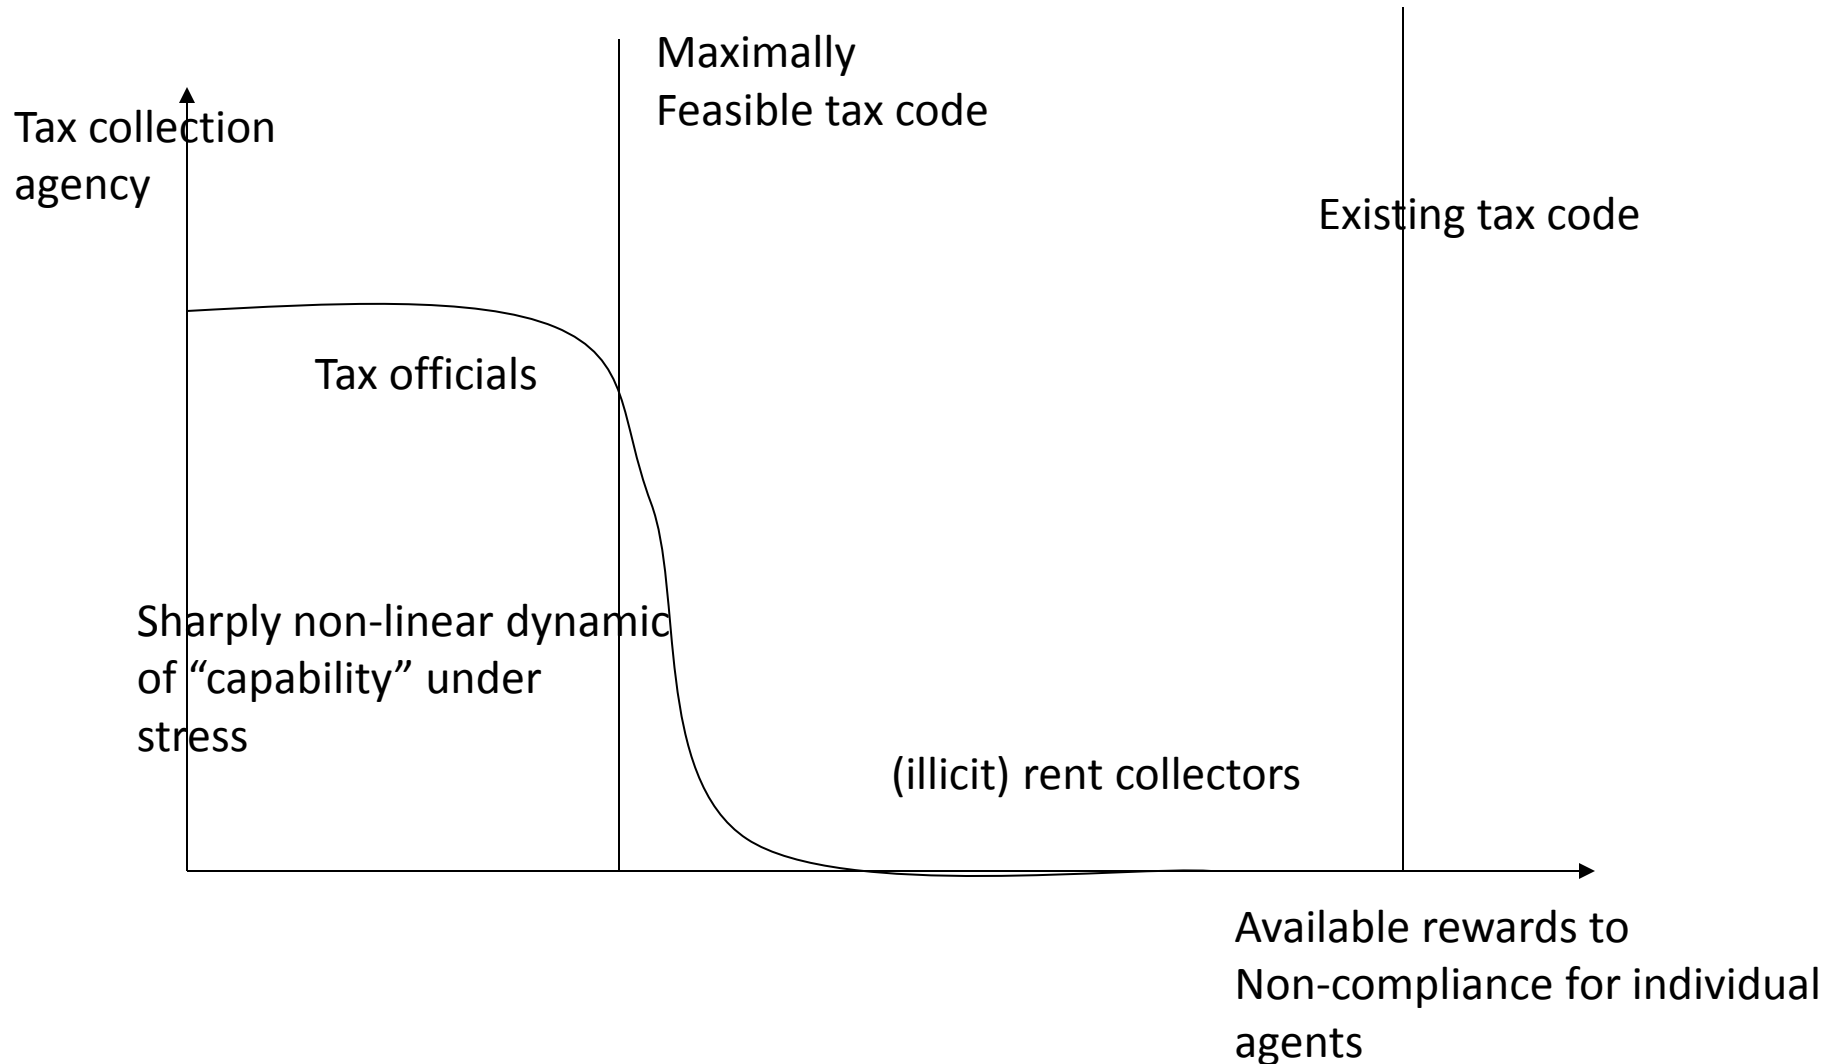 Maximally
Feasible tax code
Tax collection
agency
Existing tax code
Tax officials
Sharply non-linear dynamic
of “capability” under
stress
(illicit) rent collectors
Available rewards to
Non-compliance for individual
agents